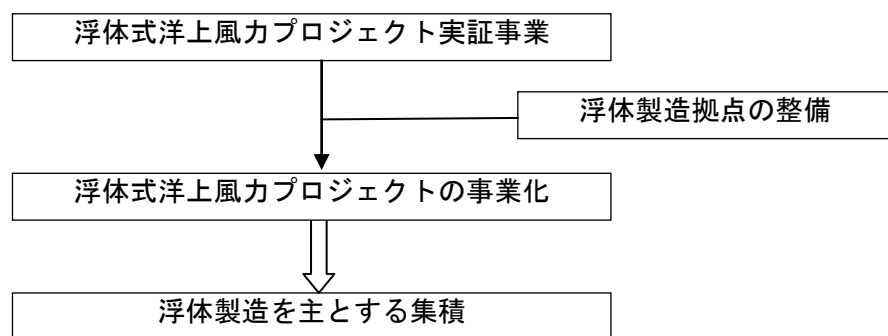 浮体式洋上風力プロジェクト実証事業
浮体製造拠点の整備
浮体式洋上風力プロジェクトの事業化
浮体製造を主とする集積